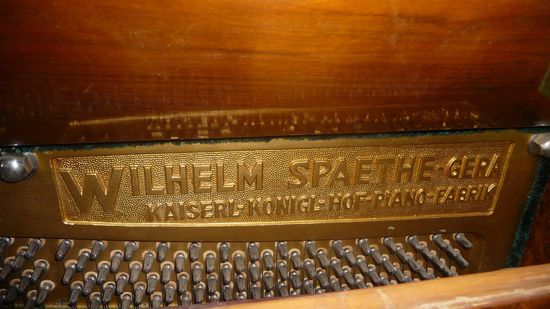 WILHELM SPAETHE-GERA
KAISERL-KÖNIGL-HOF-PIANO-FABRIK